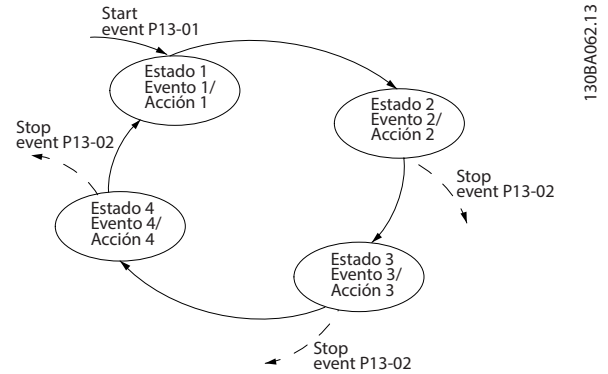 Start
event P13-01
130BA062.13
Estado 1
Evento 1/
Acción 1
Estado 2
Evento 2/
Acción 2
Stop
event P13-02
Stop
event P13-02
Estado 4
Evento 4/
Acción 4
Estado 3
Evento 3/
Acción 3
Stop
event P13-02